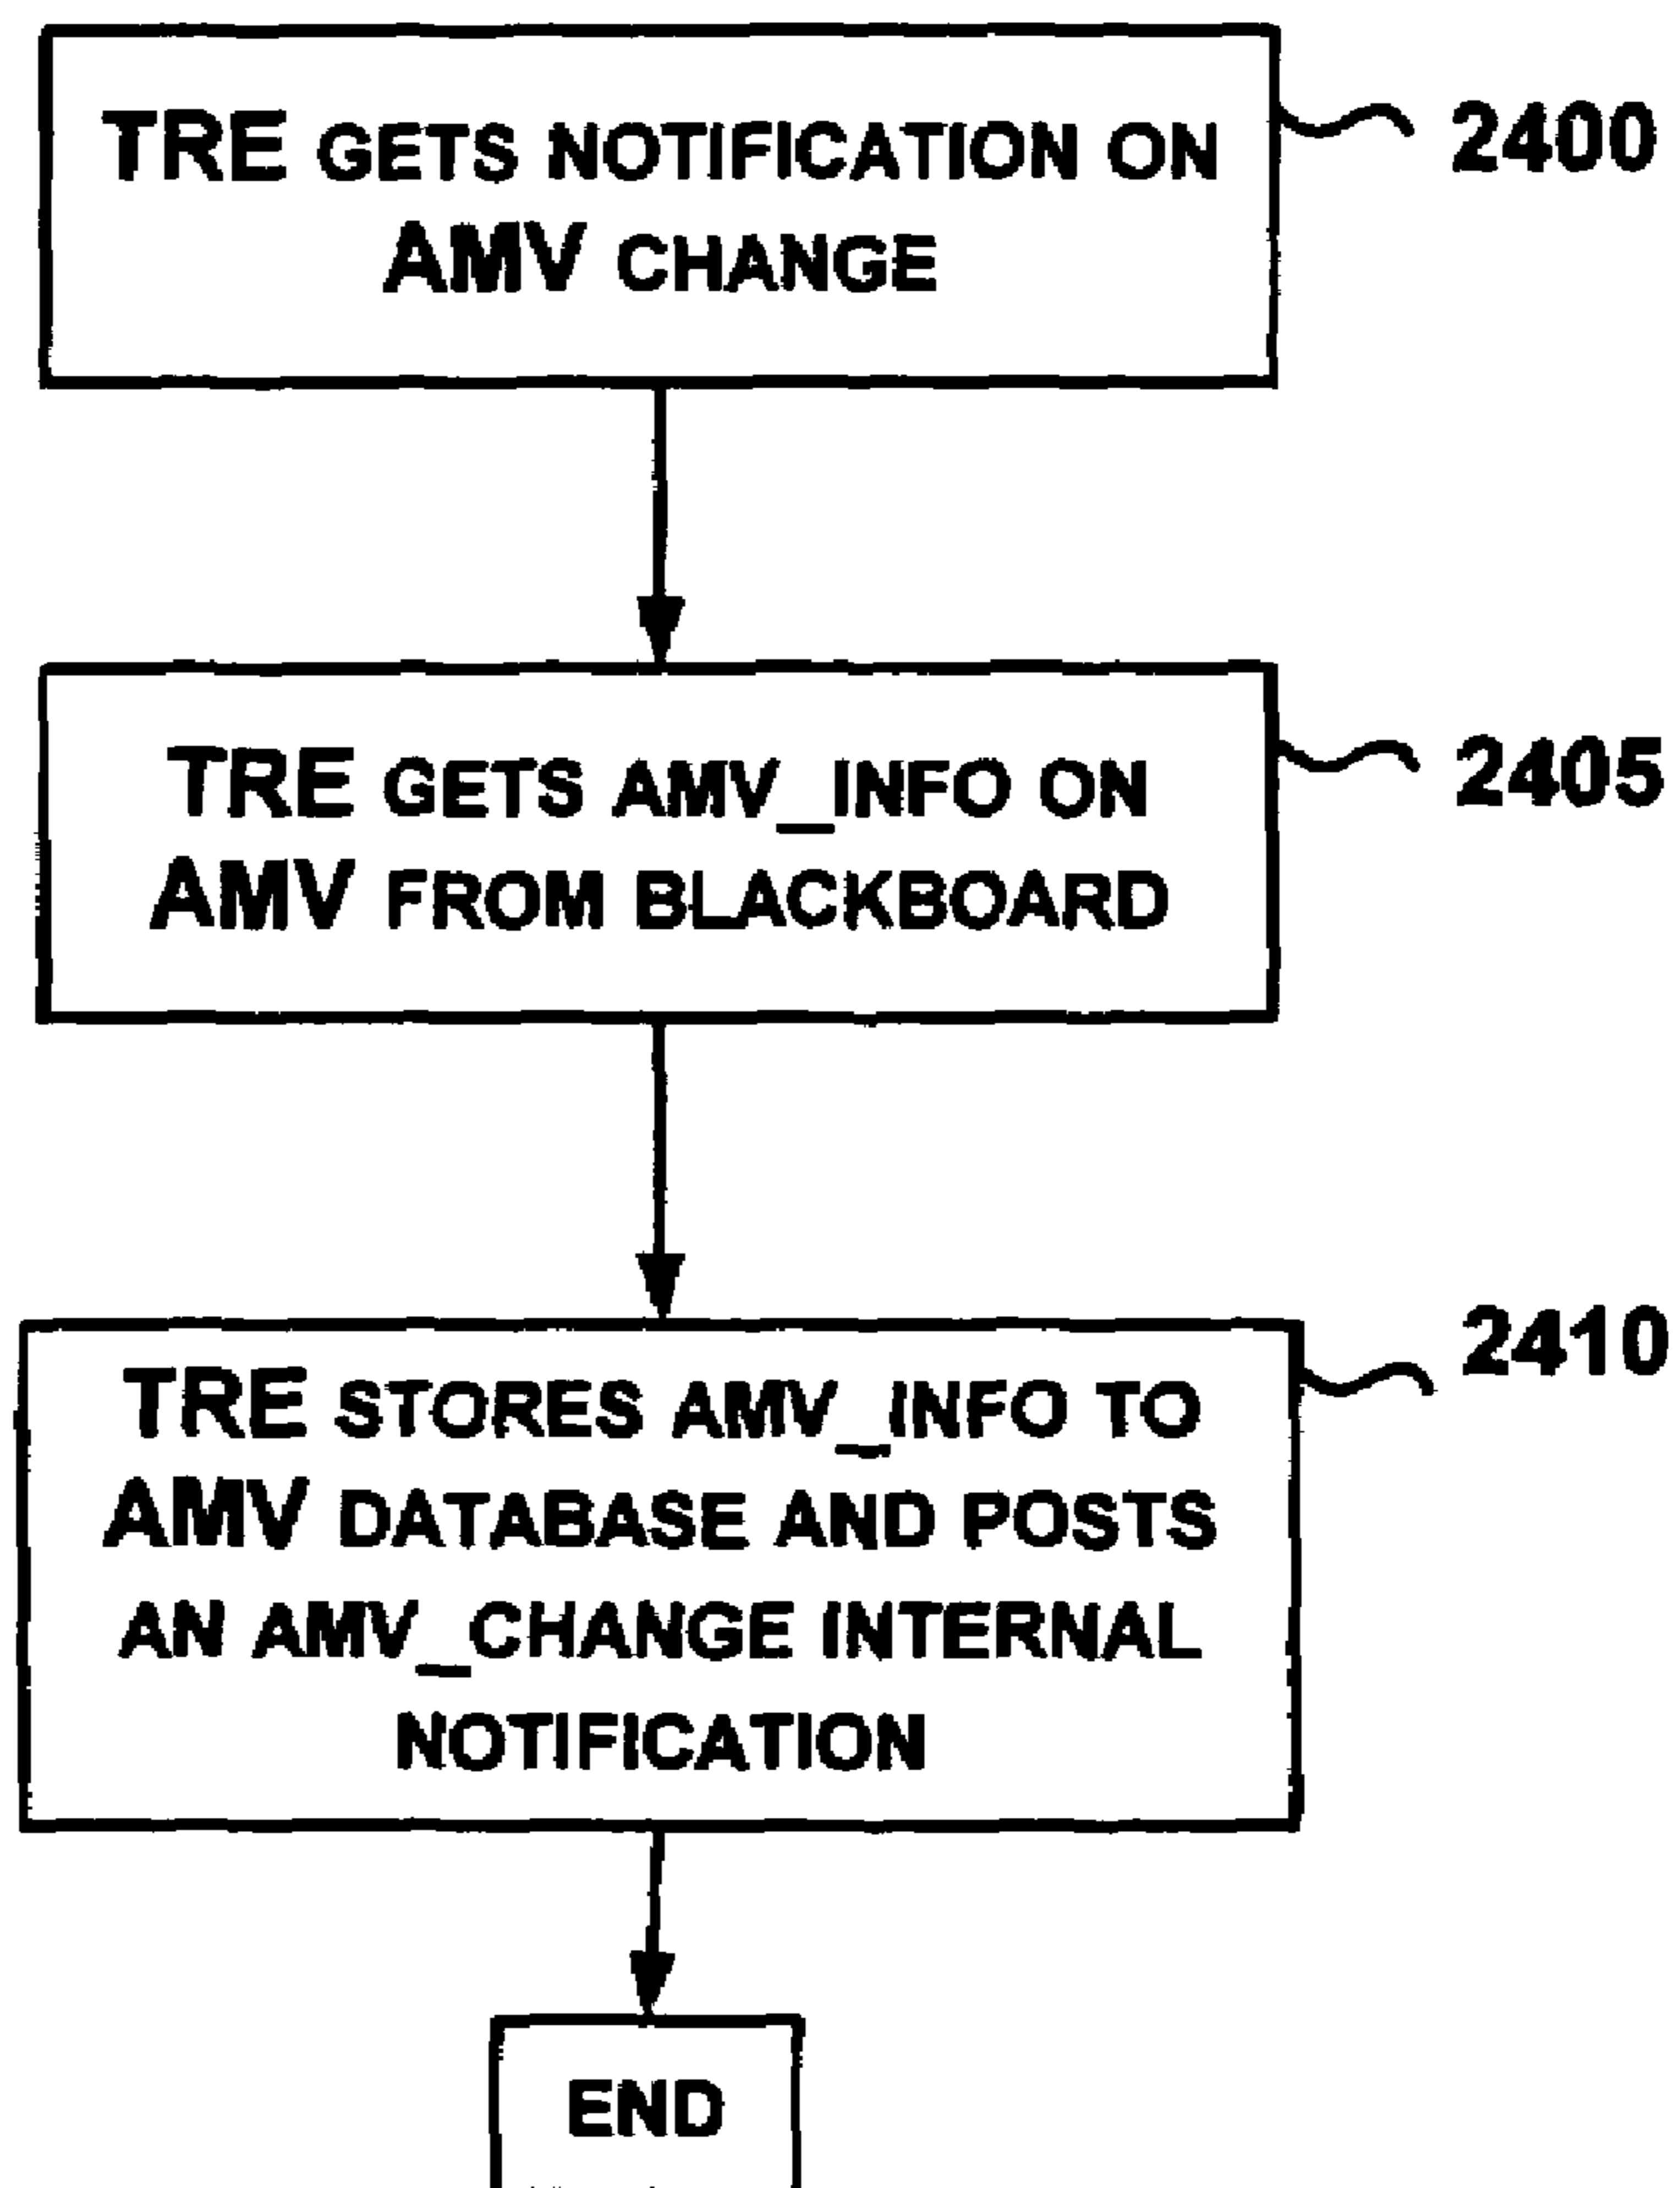 TRE GETS NOTIFICATION ON
AMV CHANGE
2400
TRE GETS AMV_INFO ON
AMV FROM BLACKBOARD
2405
TRE STORES AMV_INFO TO
AMV DATABASE AND POSTS
AN AMV_CHANGE INTERNAL
NOTIFICATION
2410
END